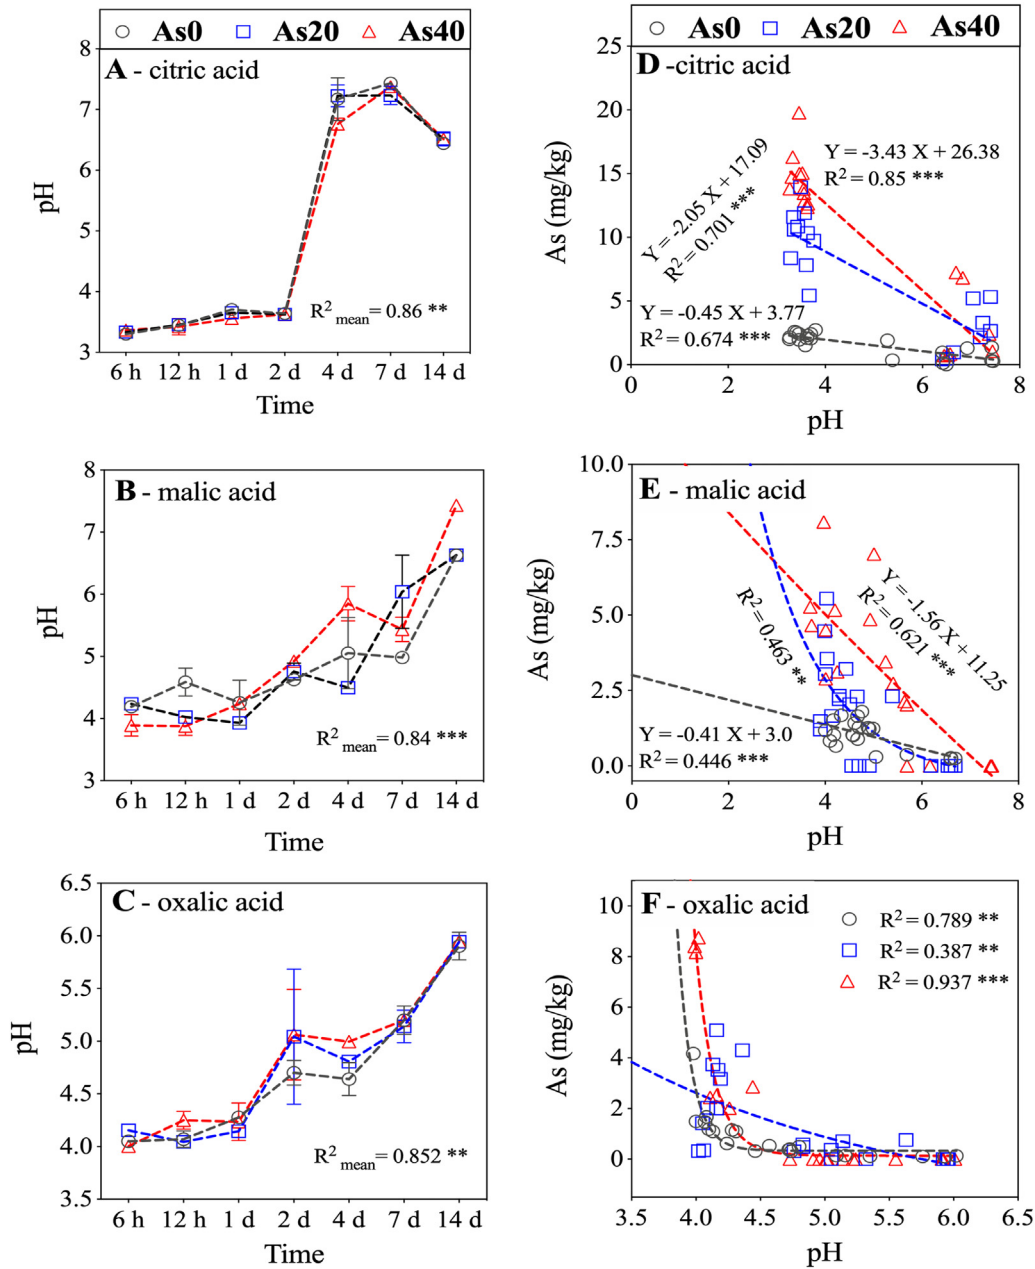 As0 As20 As40
A - citric acid
8
7
6
5
4
3
pH
R² mean = 0.86 **
6 h 12 h 1 d 2 d 4 d 7 d 14 d
Time
As0 As20 As40
D -citric acid
25
20
15
10
5
0
As (mg/kg)
Y = -2.05 X + 17.09
R² = 0.701 ***
Y = -3.43 X + 26.38
R² = 0.85 ***
Y = -0.45 X + 3.77
R² = 0.674 ***
0 2 4 6 8
pH
B - malic acid
8
7
6
5
4
3
pH
R² mean = 0.84 ***
6 h 12 h 1 d 2 d 4 d 7 d 14 d
Time
E - malic acid
10.0
7.5
5.0
2.5
0.0
As (mg/kg)
R² = 0.463 **
Y = -1.56 X + 11.25
R² = 0.621 ***
Y = -0.41 X + 3.0
R² = 0.446 ***
0 2 4 6 8
pH
C - oxalic acid
6.5
6.0
5.5
5.0
4.5
4.0
3.5
pH
R² mean = 0.852 **
6 h 12 h 1 d 2 d 4 d 7 d 14 d
Time
F - oxalic acid
10
8
6
4
2
0
As (mg/kg)
R² = 0.789 **
R² = 0.387 **
R² = 0.937 ***
3.5 4.0 4.5 5.0 5.5 6.0 6.5
pH